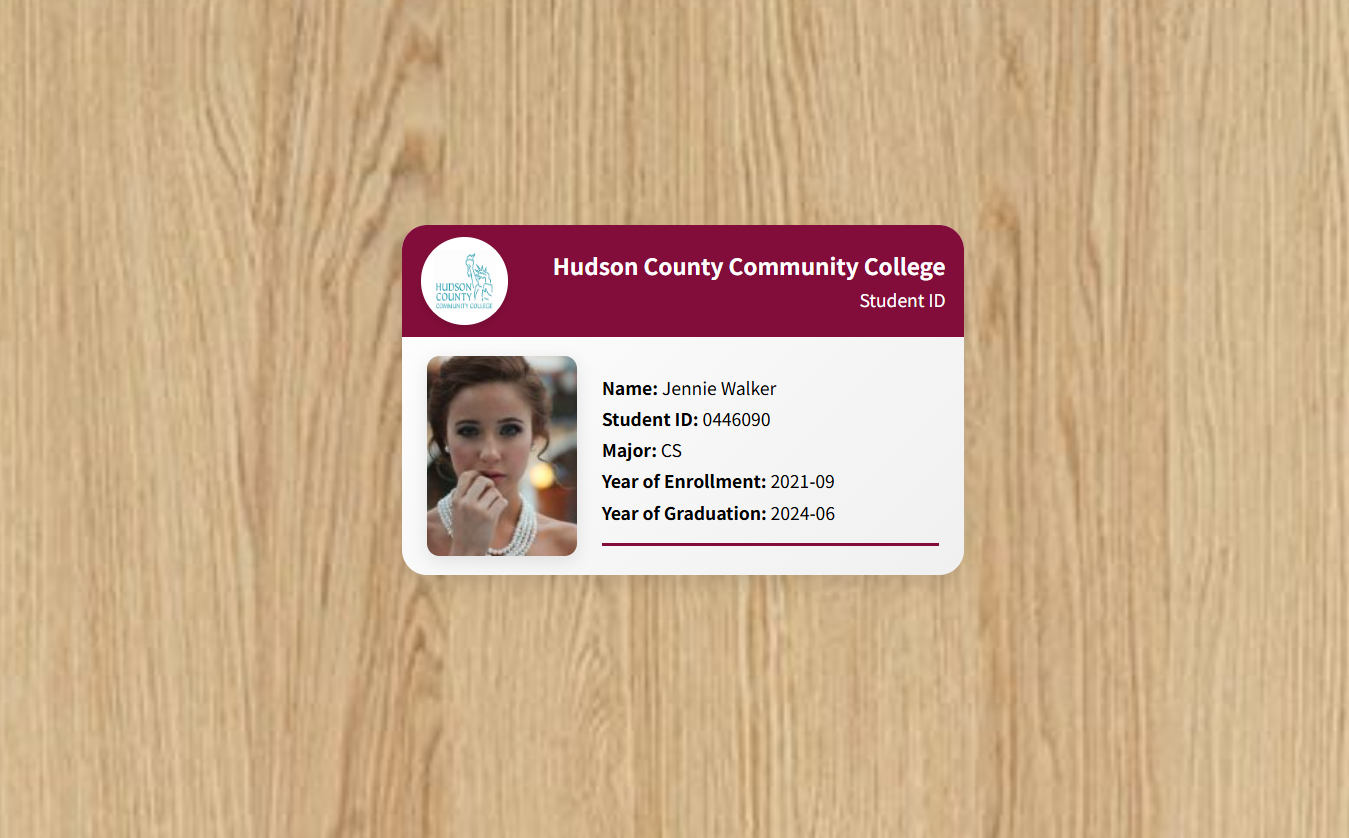 HUDSON
COUNTY
COMMUNITY COLLEGE
Hudson County Community College
Student ID
Name: Jennie Walker
Student ID: 0446090
Major: CS
Year of Enrollment: 2021-09
Year of Graduation: 2024-06